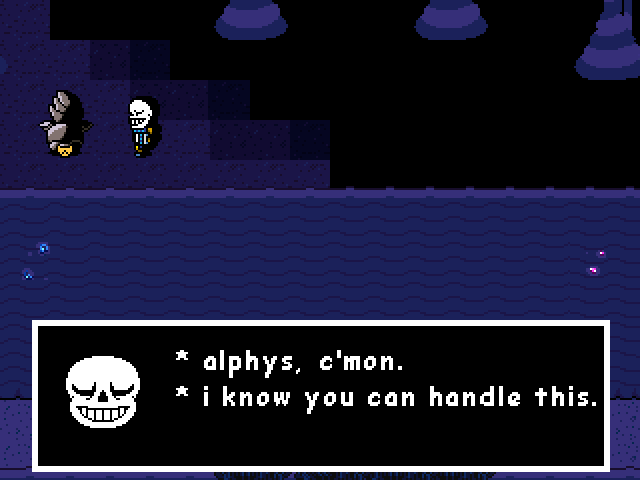 * alphys, c'mon.
* i know you can handle this.